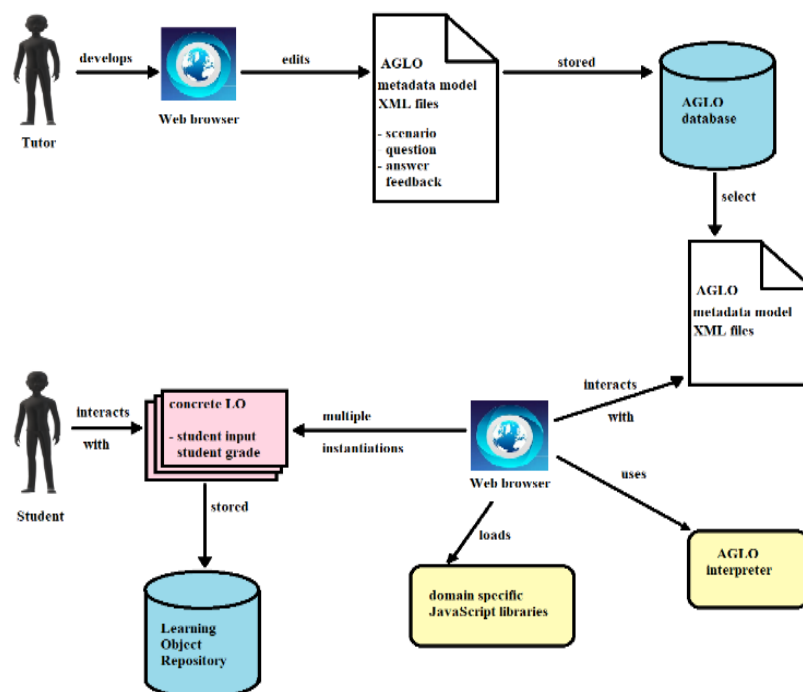 develops
edits
stored
Tutor
Web browser
AGLO
metadata model
XML files
- scenario
- question
- answer
feedback
AGLO
database
select
AGLO
metadata model
XML files
interacts
with
Student
concrete LO
- student input
student grade
multiple
instantiations
interacts
with
Web browser
stored
loads
uses
Learning
Object
Repository
domain specific
JavaScript libraries
AGLO
interpreter